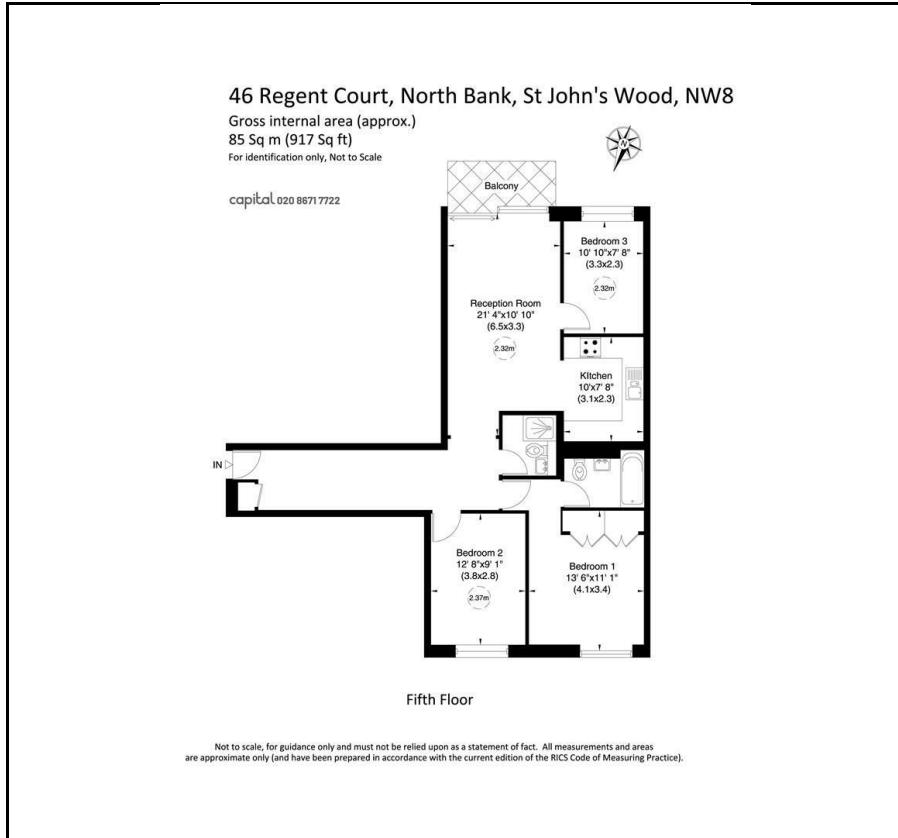 46 Regent Court, North Bank, St John's Wood, NW8
Gross internal area (approx.)
85 Sq m (917 Sq ft)
For identification only, Not to Scale
capital 020 8671 7722
N
Balcony
Bedroom 3
10' 10"x7' 8"
(3.3x2.3)
2.32m
Reception Room
21' 4"x10' 10"
(6.5x3.3)
2.32m
KItchen
10'x7' 8"
(3.1x2.3)
IN
Bedroom 2
12' 8"x9' 1"
(3.8x2.8)
2.37m
Bedroom 1
13' 6"x11' 1"
(4.1x3.4)
Fifth Floor
Not to scale, for guidance only and must not be relied upon as a statement of fact. All measurements and areas
are approximate only (and have been prepared in accordance with the current edition of the RICS Code of Measuring Practice).